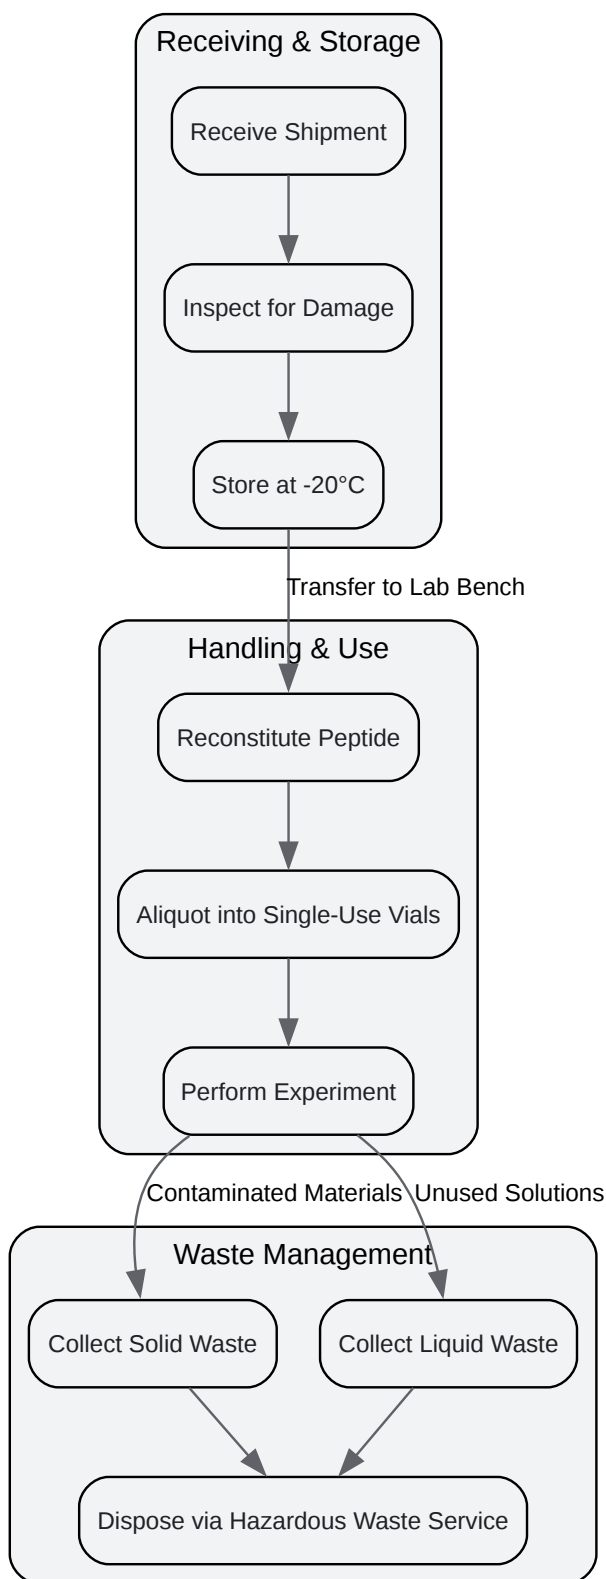 Receiving & Storage
Receive Shipment
Inspect for Damage
Store at -20°C
Transfer to Lab Bench
Handling & Use
Reconstitute Peptide
Aliquot into Single-Use Vials
Perform Experiment
Contaminated Materials
Unused Solutions
Waste Management
Collect Solid Waste
Collect Liquid Waste
Dispose via Hazardous Waste Service